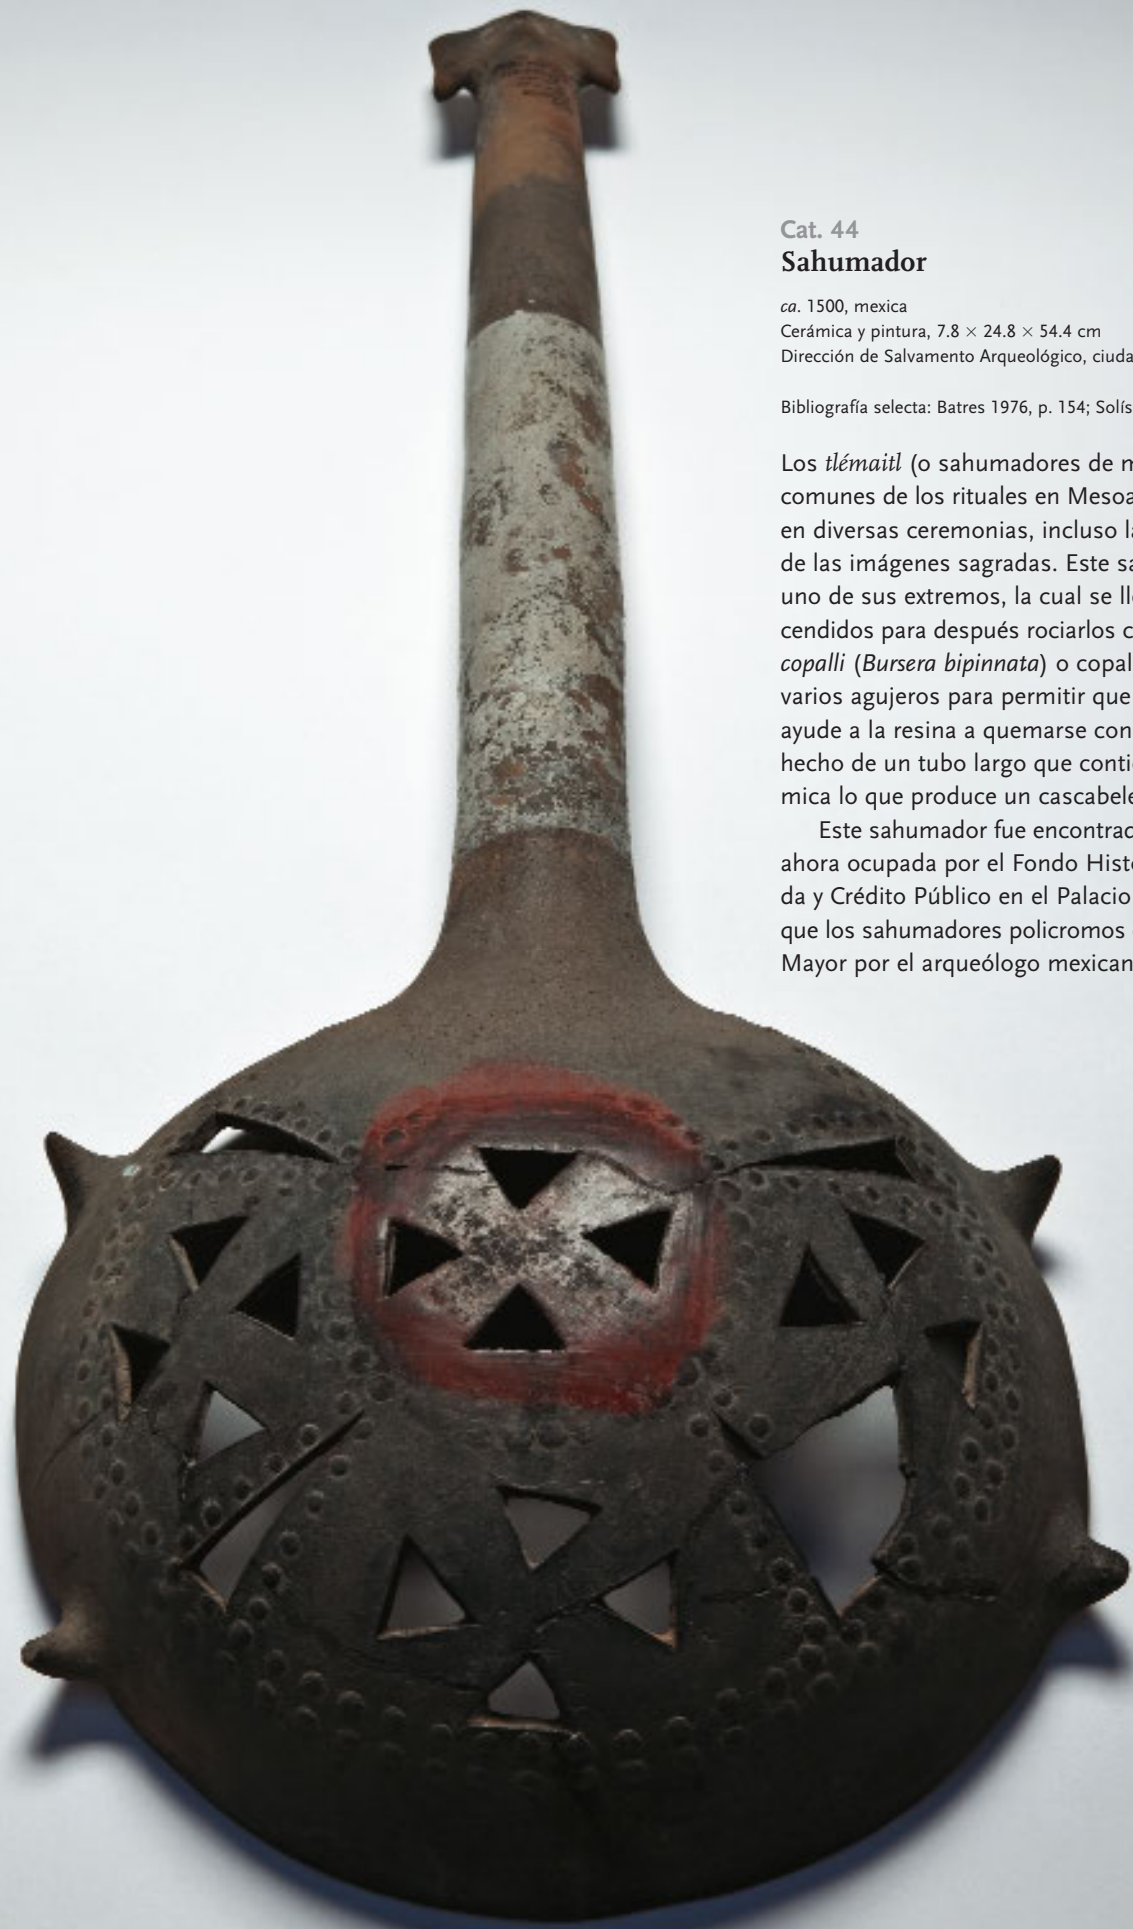 Cat. 44
Sahumador
ca. 1500, mexica
Cerámica y pintura, 7.8 × 24.8 × 54.4 cm
Dirección de Salvamento Arqueológico, ciuda
Bibliografía selecta: Batres 1976, p. 154; Solís
Los tlémaitl (o sahumadores de m
comunes de los rituales en Mesoa
en diversas ceremonias, incluso la
de las imágenes sagradas. Este sa
uno de sus extremos, la cual se ll
cendidos para después rociarlos c
copalli (Bursera bipinnata) o copal
varios agujeros para permitir que
ayude a la resina a quemarse con
hecho de un tubo largo que conti
mica lo que produce un cascabele
Este sahumador fue encontrad
ahora ocupada por el Fondo Histó
da y Crédito Público en el Palacio
que los sahumadores policromos
Mayor por el arqueólogo mexican